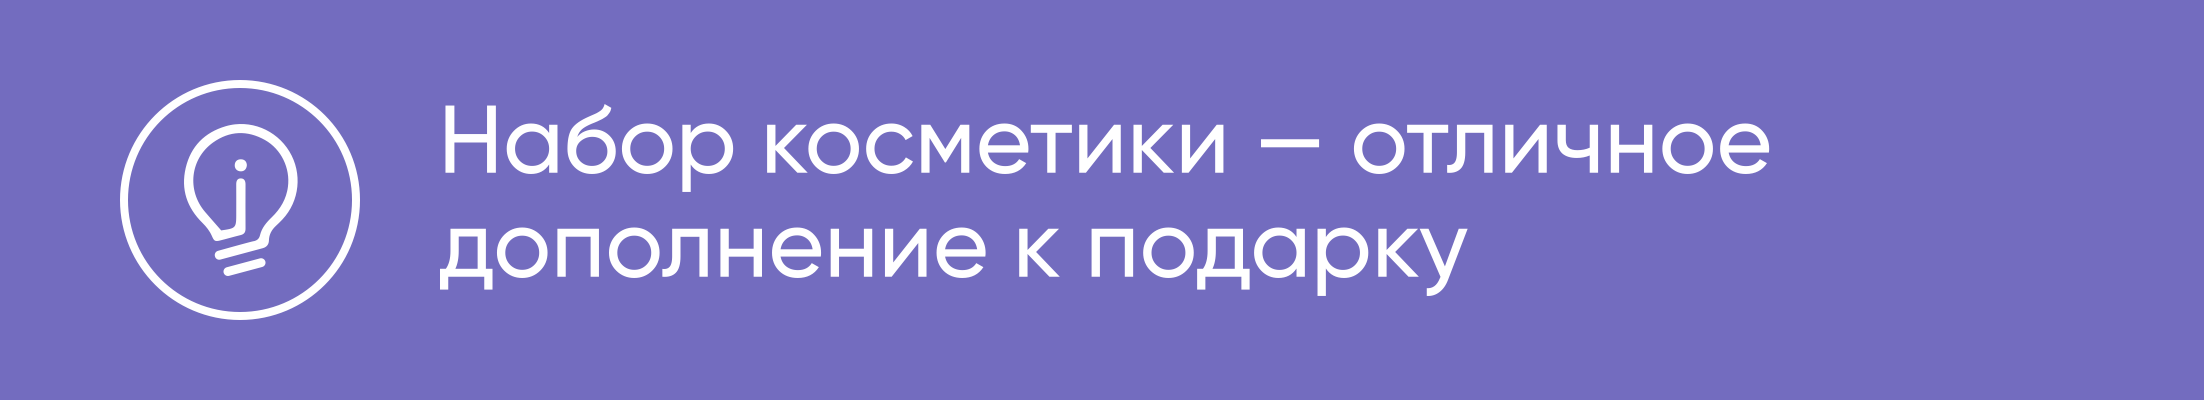 Набор косметики — отличное
дополнение к подарку